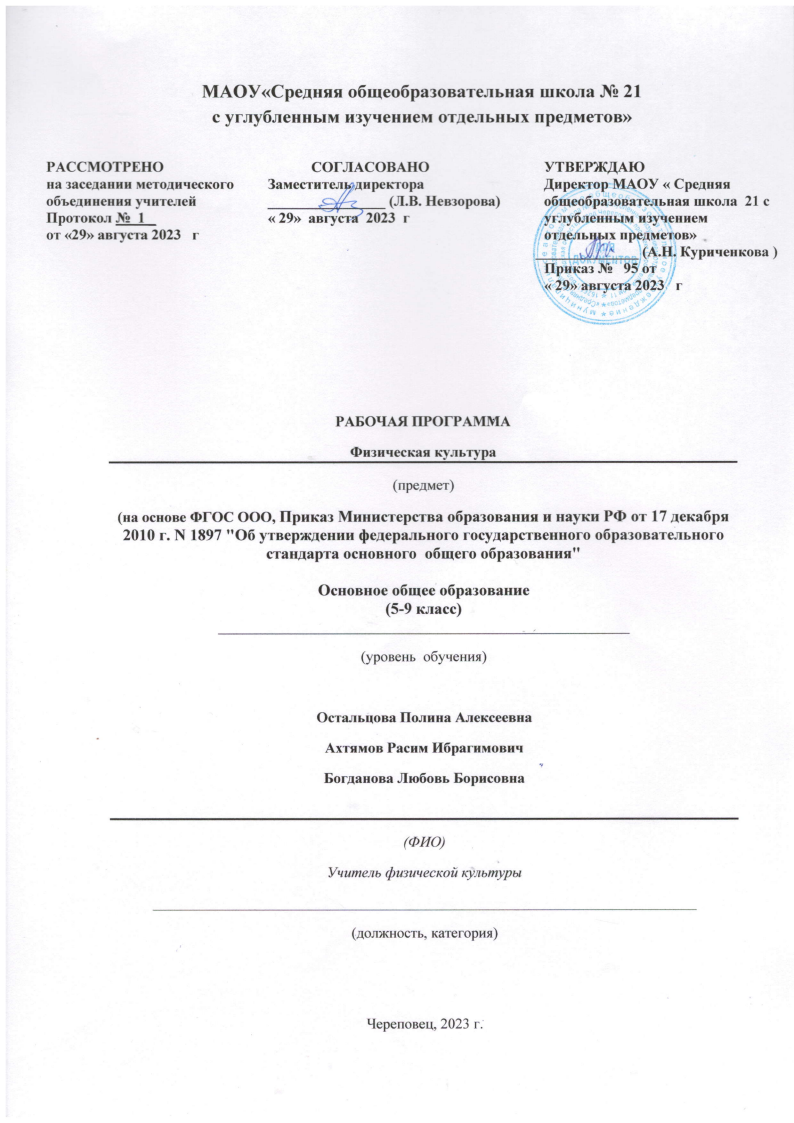 МАОУ«Средняя общеобразовательная школа № 21
с углубленным изучением отдельных предметов»
РАССМОТРЕНО
на заседании методического
объединения учителей
Протокол № 1
от «29» августа 2023 г
СОГЛАСОВАНО
Заместитель директора
(Л.В. Невзорова)
« 29» августа 2023 г
УТВЕРЖДАЮ
Директор МАОУ « Средняя
общеобразовательная школа 21 с
углубленным изучением
отдельных предметов»
(А.Н. Куриченкова )
Приказ № 95 от
« 29» августа 2023 г
ДОКУМЕНТОВ
РАБОЧАЯ ПРОГРАММА
Физическая культура
(предмет)
(на основе ФГОС ООО, Приказ Министерства образования и науки РФ от 17 декабря
2010 г. N 1897 "Об утверждении федерального государственного образовательного
стандарта основного общего образования"
Основное общее образование
(5-9 класс)
(уровень обучения)
Остальцова Полина Алексеевна
Ахтямов Расим Ибрагимович
Богданова Любовь Борисовна
(ФИО)
Учитель физической культуры
(должность, категория)
Череповец, 2023 г.